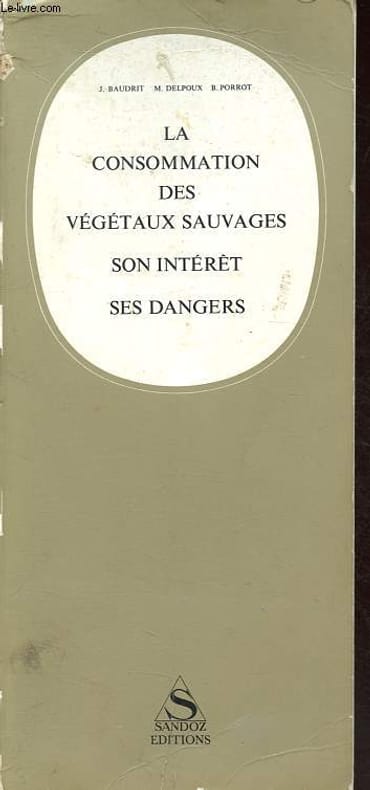 Le-livre.com
J. BAUDRIT M. DELPOUX B. PORROT
LA
CONSOMMATION
DES
VÉGÉTAUX SAUVAGES
SON INTÉRÊT
SES DANGERS
S
SANDOZ
EDITIONS